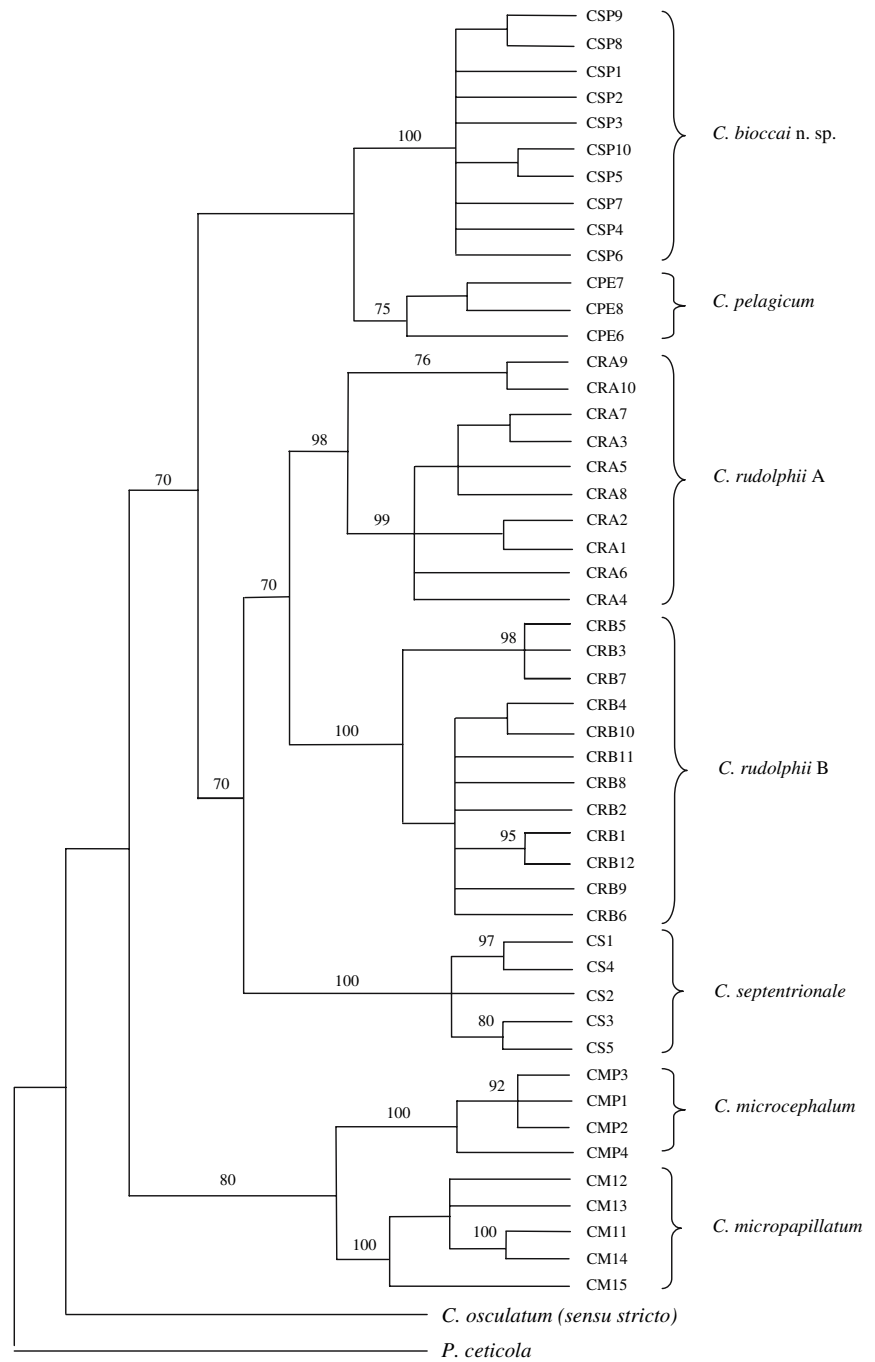 CSP9
CSP8
CSP1
CSP2
CSP3
100
C. bioccai n. sp.
CSP10
CSP5
CSP7
CSP4
CSP6
CPE7
C. pelagicum
75
CPE8
CPE6
76
CRA9
CRA10
CRA7
98
CRA3
CRA5
C. rudolphii A
70
CRA8
99
CRA2
CRA1
CRA6
70
CRA4
CRB5
98
CRB3
CRB7
CRB4
100
CRB10
CRB11
C. rudolphii B
70
CRB8
CRB2
95
CRB1
CRB12
CRB9
CRB6
97
CS1
CS4
100
C. septentrionale
CS2
80
CS3
CS5
CMP3
92
CMP1
C. microcephalum
100
CMP2
CMP4
80
CM12
CM13
C. micropapillatum
100
CM11
100
CM14
CM15
C. osculatum (sensu stricto)
P. ceticola